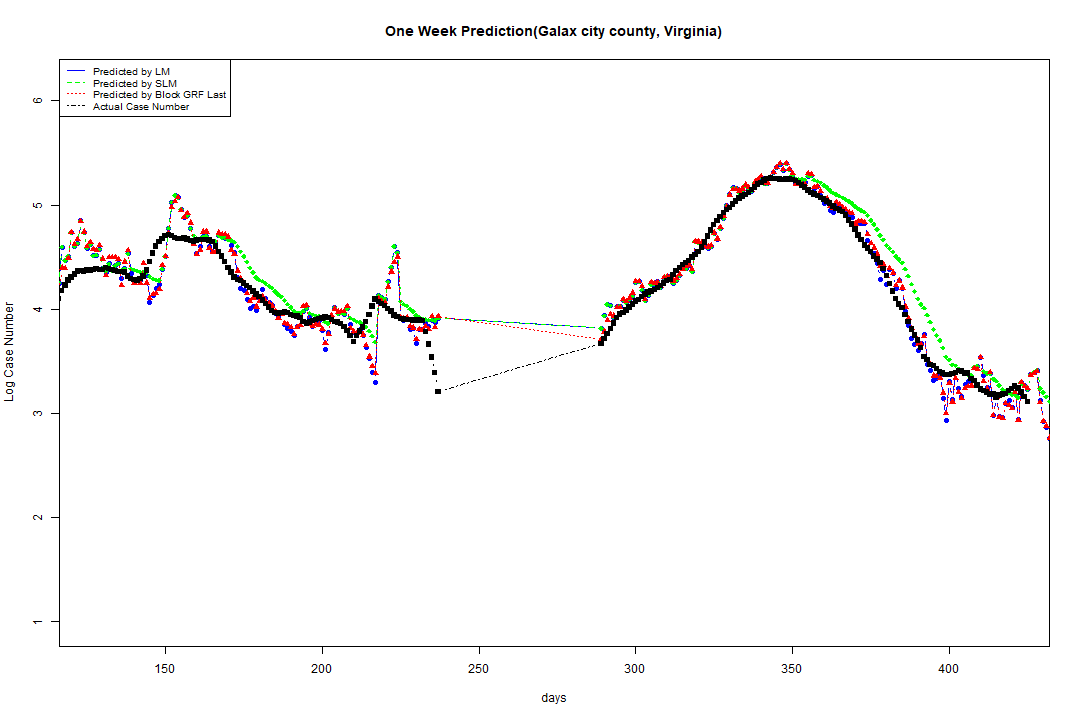 One Week Prediction(Galax city county, Virginia)
Predicted by LM
Predicted by SLM
Predicted by Block GRF Last
Actual Case Number
6
5
4
3
2
1
Log Case Number
150 200 250 300 350 400
days